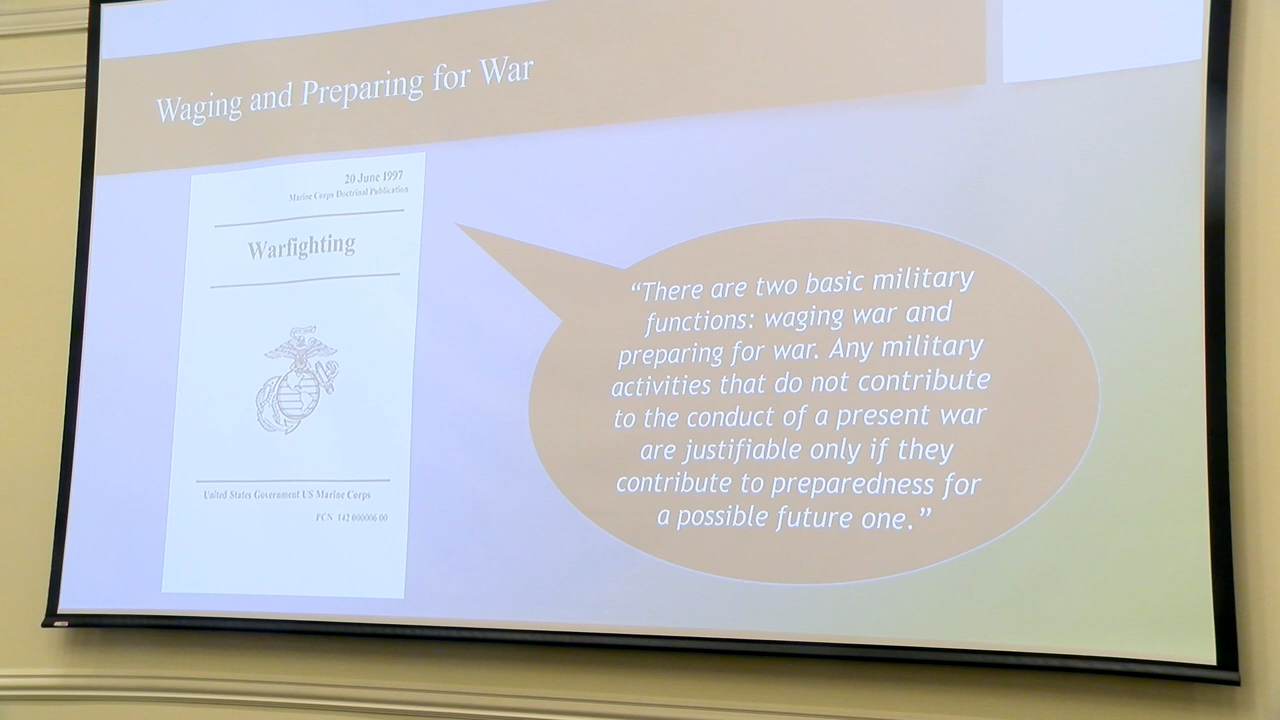 Waging and Preparing for War
20 June 1997
Marine Corps Doctrinal Publication
Warfighting
United States Government US Marine Corps
PCN 142 000006 00
“There are two basic military
functions: waging war and
preparing for war. Any military
activities that do not contribute
to the conduct of a present war
are justifiable only if they
contribute to preparedness for
a possible future one.”